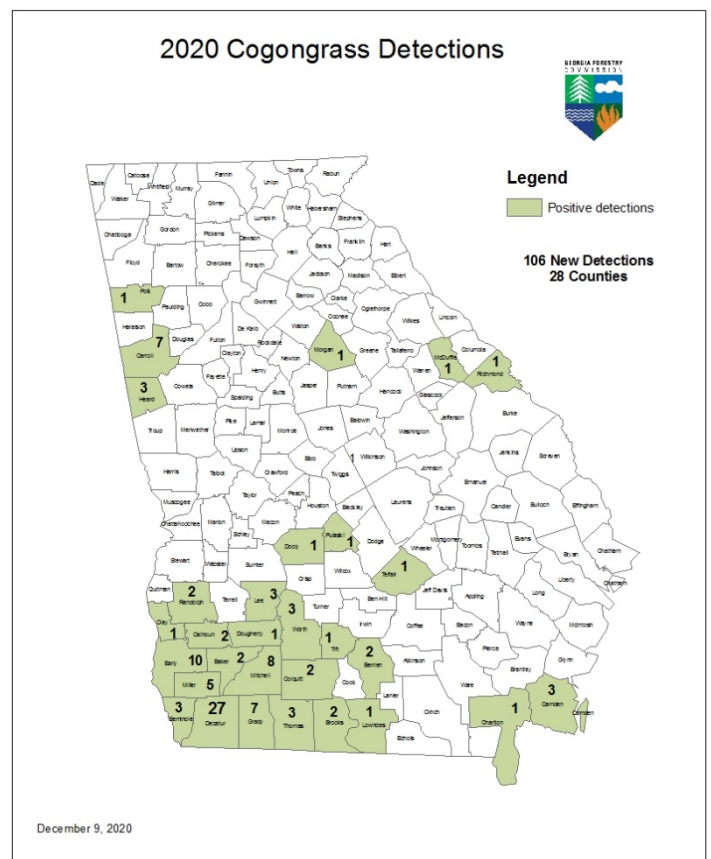 2020 Cogongrass Detections
GEORGIA FORESTRY
COMMISSION
Legend
Positive detections
106 New Detections
28 Counties
Dade
Catoosa
Whitfield
Murray
Fannin
Union
Towns
Rabun
Walker
Gilmer
White
Habersham
Lumpkin
Stephens
Chattooga
Gordon
Pickens
Dawson
Hall
Banks
Franklin
Hart
Floyd
Bartow
Cherokee
Forsyth
Jackson
Madison
Elbert
1 Polk
Paulding
Cobb
Gwinnett
Barrow
Clarke
Oconee
Oglethorpe
Wilkes
Lincoln
Haralson
7
Carroll
Douglas
Fulton
De Kalb
Rockdale
Walton
Newton
Morgan 1
Greene
Taliaferro
McDuffie
1
Columbia
1
Richmond
Warren
Clayton
Henry
Fayette
3
Heard
Coweta
Spalding
Butts
Jasper
Putnam
Hancock
Glascock
Jefferson
Burke
Troup
Meriwether
Pike
Lamar
Monroe
Jones
Baldwin
Washington
Upson
Bibb
1
Wilkinson
Twiggs
Johnson
Jenkins
Screven
Harris
Talbot
Crawford
Peach
Emanuel
Taylor
Houston
Bleckley
Laurens
Treutlen
Candler
Bulloch
Effingham
Muscogee
Chattahoochee
Marion
Macon
Schley
Dooly 1
Pulaski
1
Dodge
Wheeler
Montgomery
Toombs
Tattnall
Evans
Bryan
Chatham
Chatham
Stewart
Webster
Sumter
Crisp
Wilcox
1
Telfair
Jeff Davis
Appling
Long
Liberty
Quitman
2
Randolph
Terrell
Lee
3
3
Worth
Turner
Ben Hill
Irwin
Coffee
Bacon
Wayne
McIntosh
Clay
1
Calhoun 2
Dougherty 1
1
Tift
2
Berrien
Atkinson
Pierce
Brantley
Glynn
Early 10
Baker 2
8
Mitchell
2
Colquitt
Cook
Lanier
Ware
Miller 5
3
Seminole
27
Decatur
7
Grady
3
Thomas
2
Brooks
1
Lowndes
Clinch
Echols
Charlton 1
3
Camden
Camden
December 9, 2020